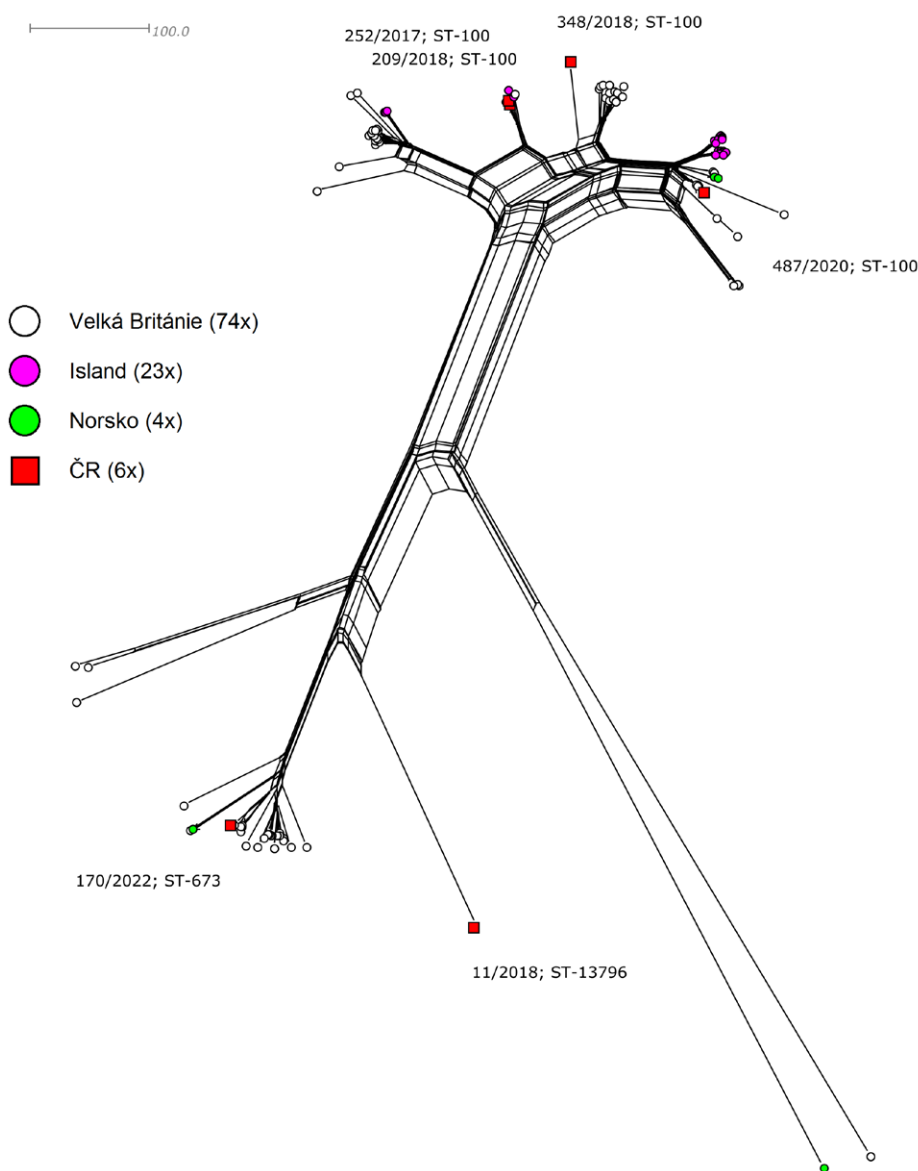 100.0
252/2017; ST-100
209/2018; ST-100
348/2018; ST-100
487/2020; ST-100
Velká Británie (74x)
Island (23x)
Norsko (4x)
ČR (6x)
170/2022; ST-673
11/2018; ST-13796